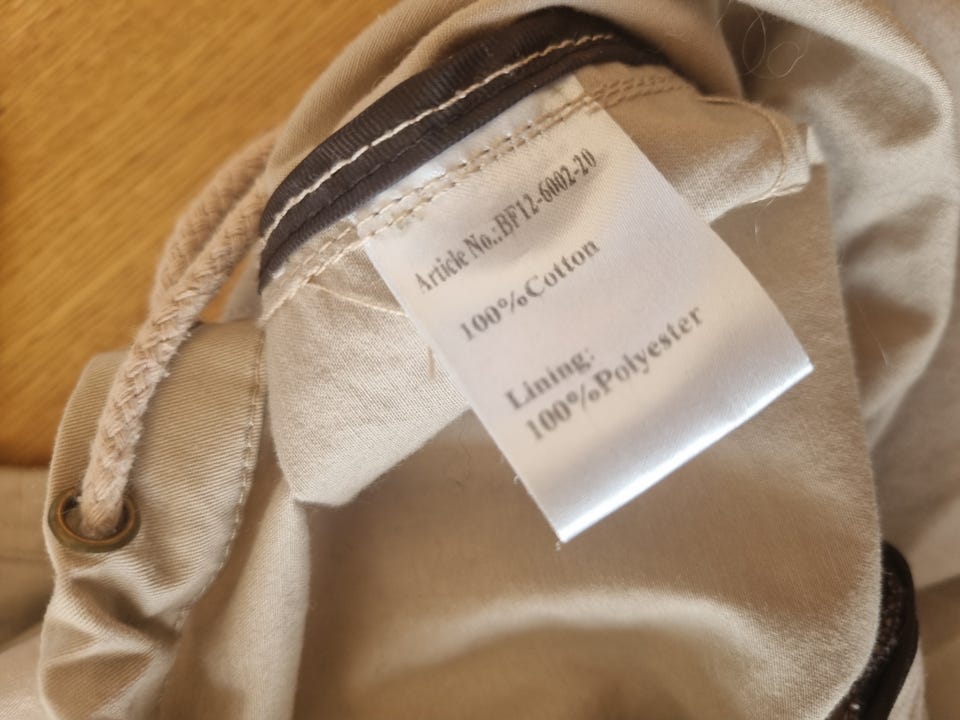 Article No.:BF12-6002-20
100%Cotton
Lining:
100%Polyester